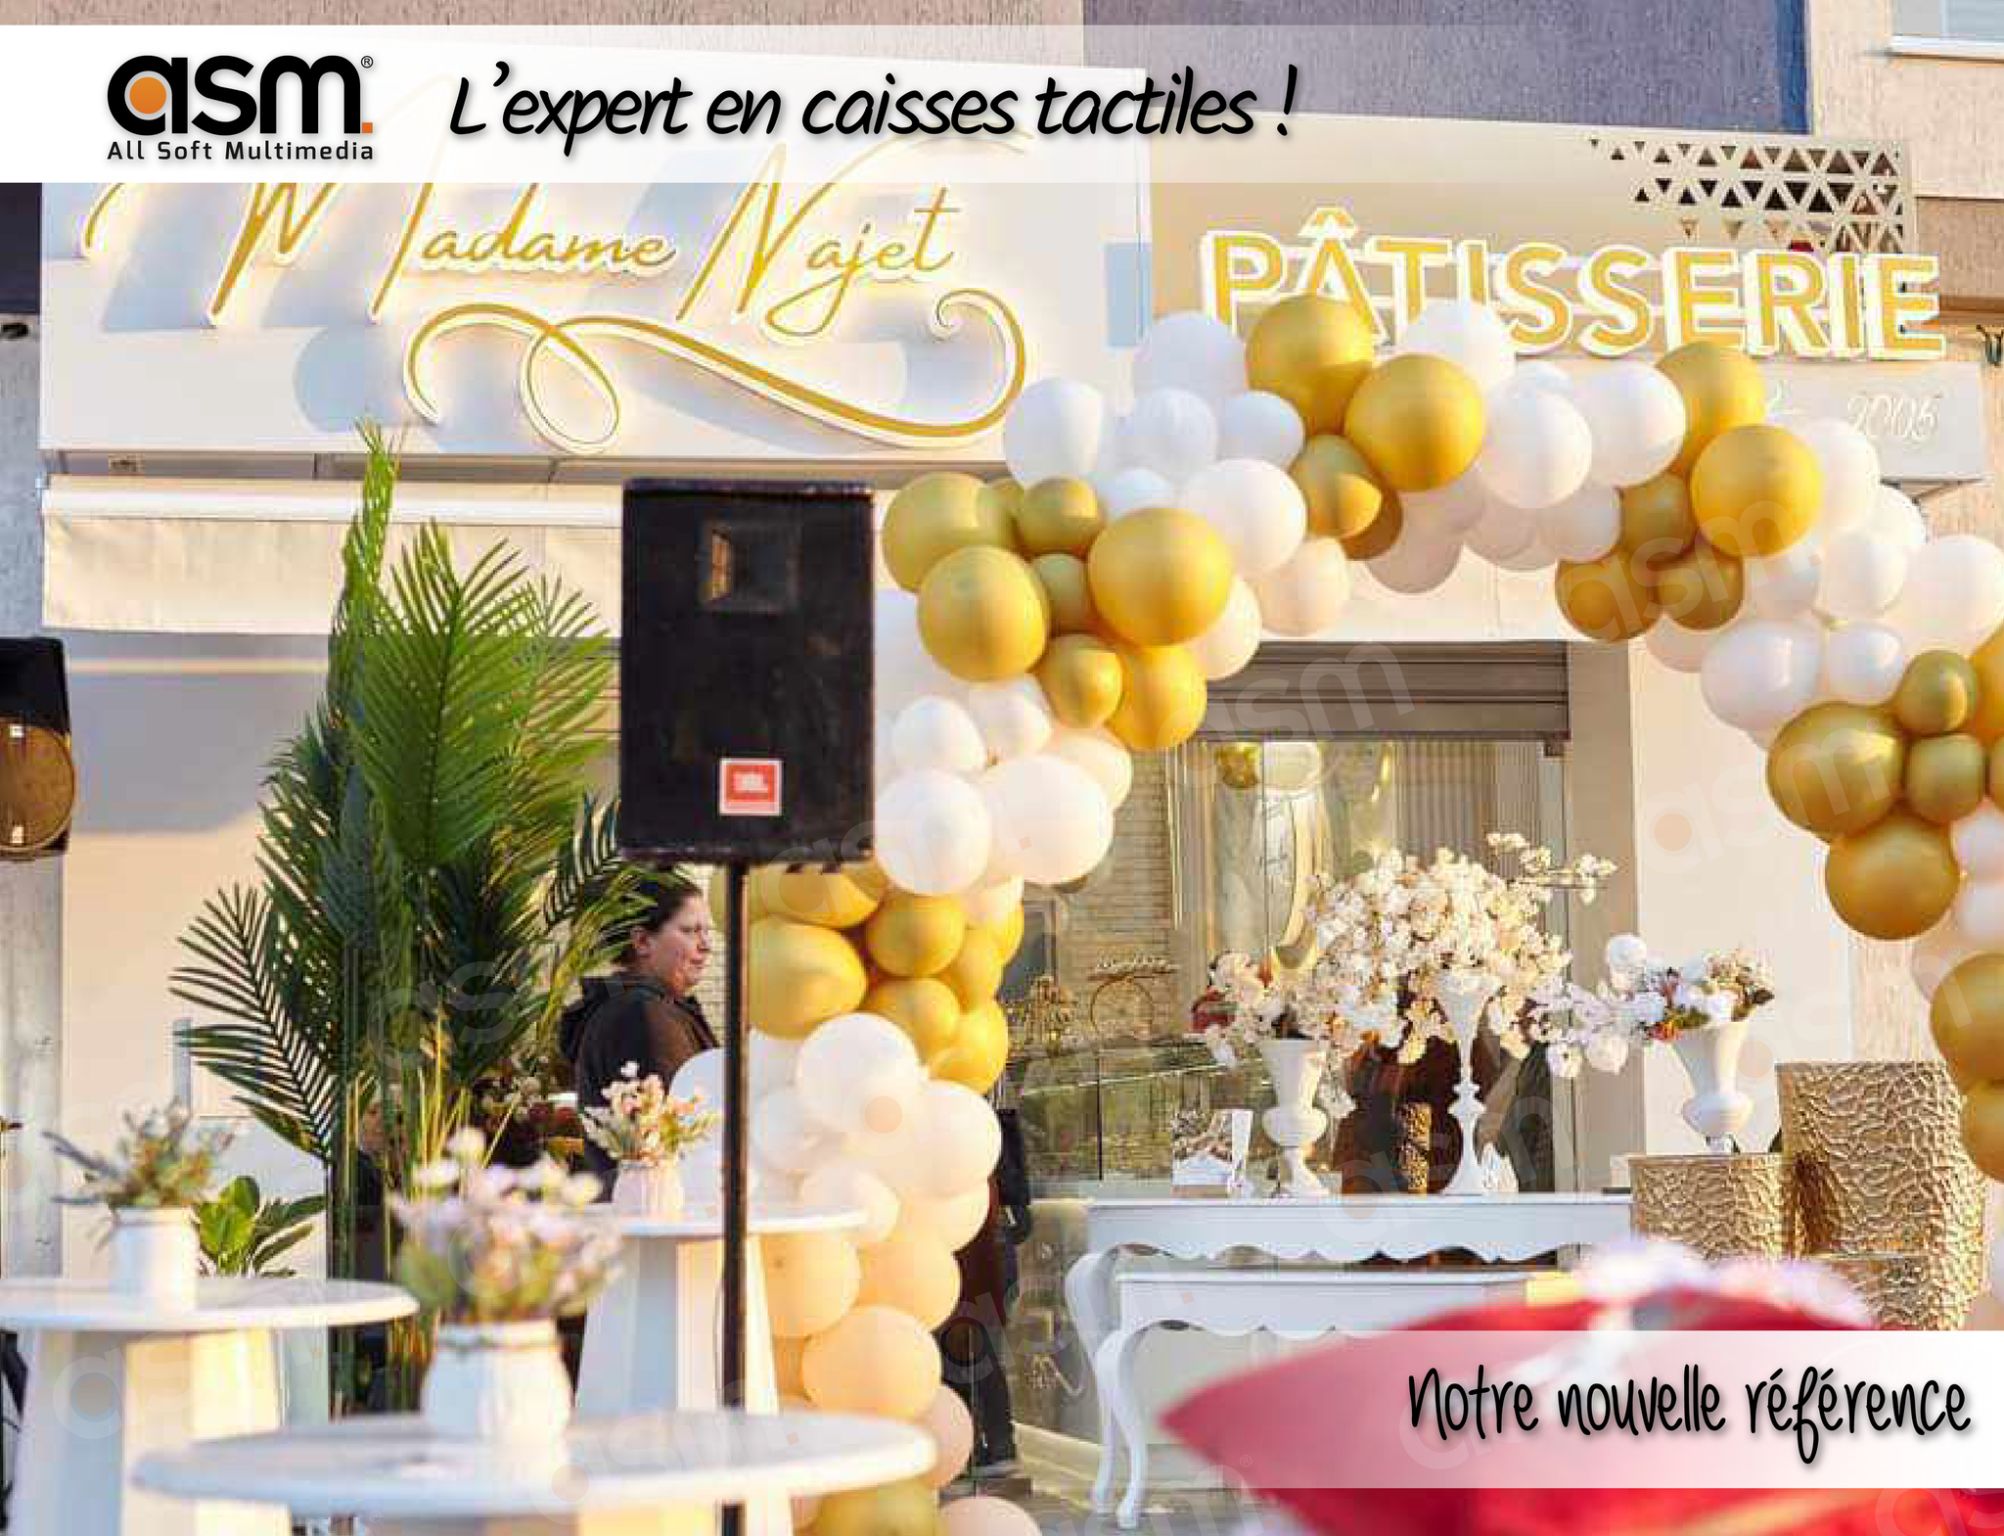 asm.®
All Soft Multimedia
L'expert en caisses tactiles !
Madame Najet
PÂTISSERIE
2005
JBL
Notre nouvelle référence